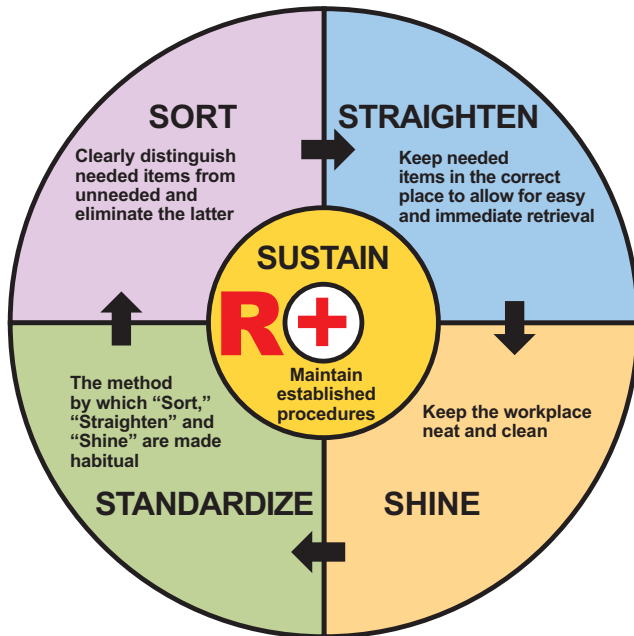 SORT
Clearly distinguish
needed items from
unneeded and
eliminate the latter
STRAIGHTEN
Keep needed
items in the correct
place to allow for easy
and immediate retrieval
SUSTAIN
R+
Maintain
established
procedures
The method
by which “Sort,”
“Straighten” and
“Shine” are made
habitual
STANDARDIZE
Keep the workplace
neat and clean
SHINE